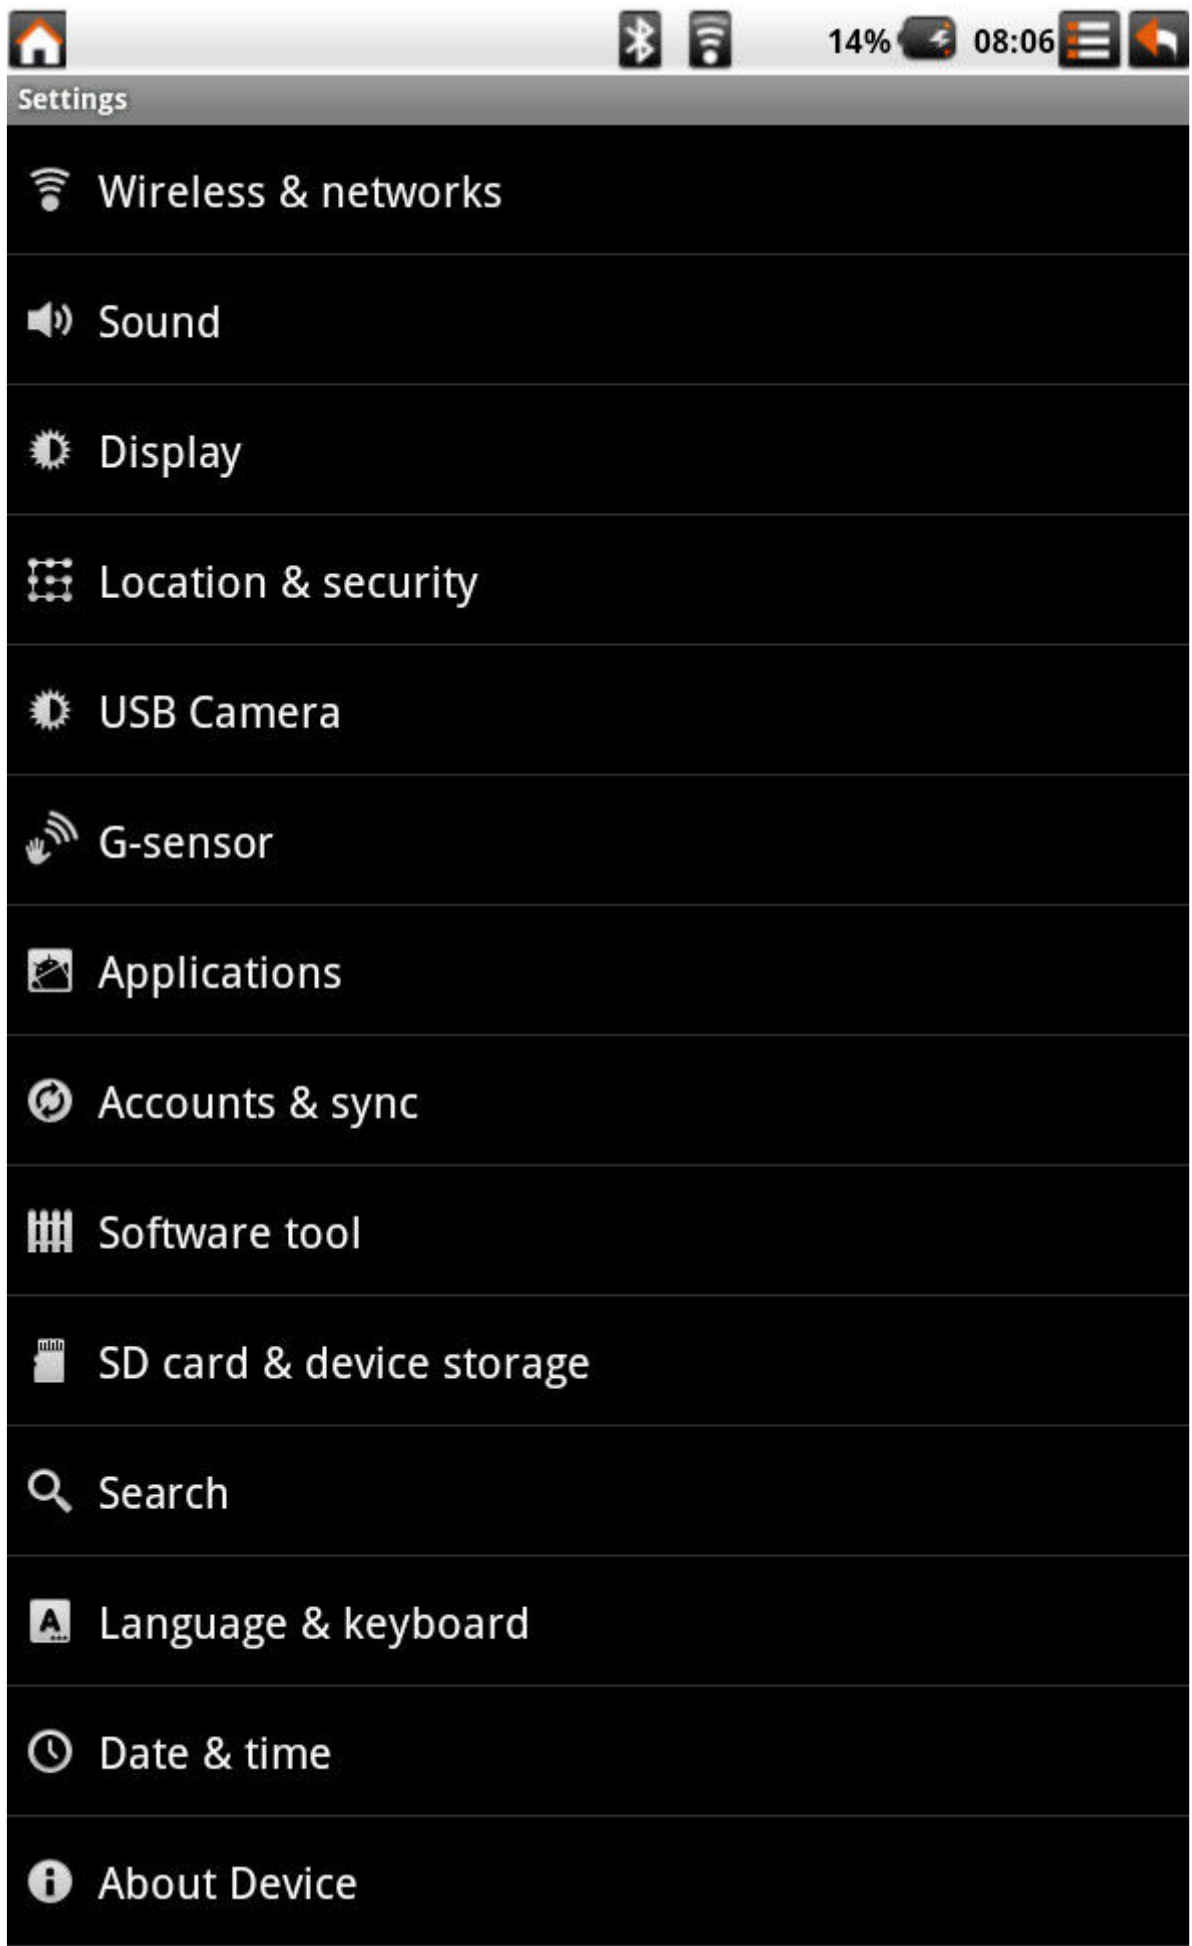 14% 08:06
Settings
Wireless & networks
Sound
Display
Location & security
USB Camera
G-sensor
Applications
Accounts & sync
Software tool
SD card & device storage
Search
Language & keyboard
Date & time
About Device